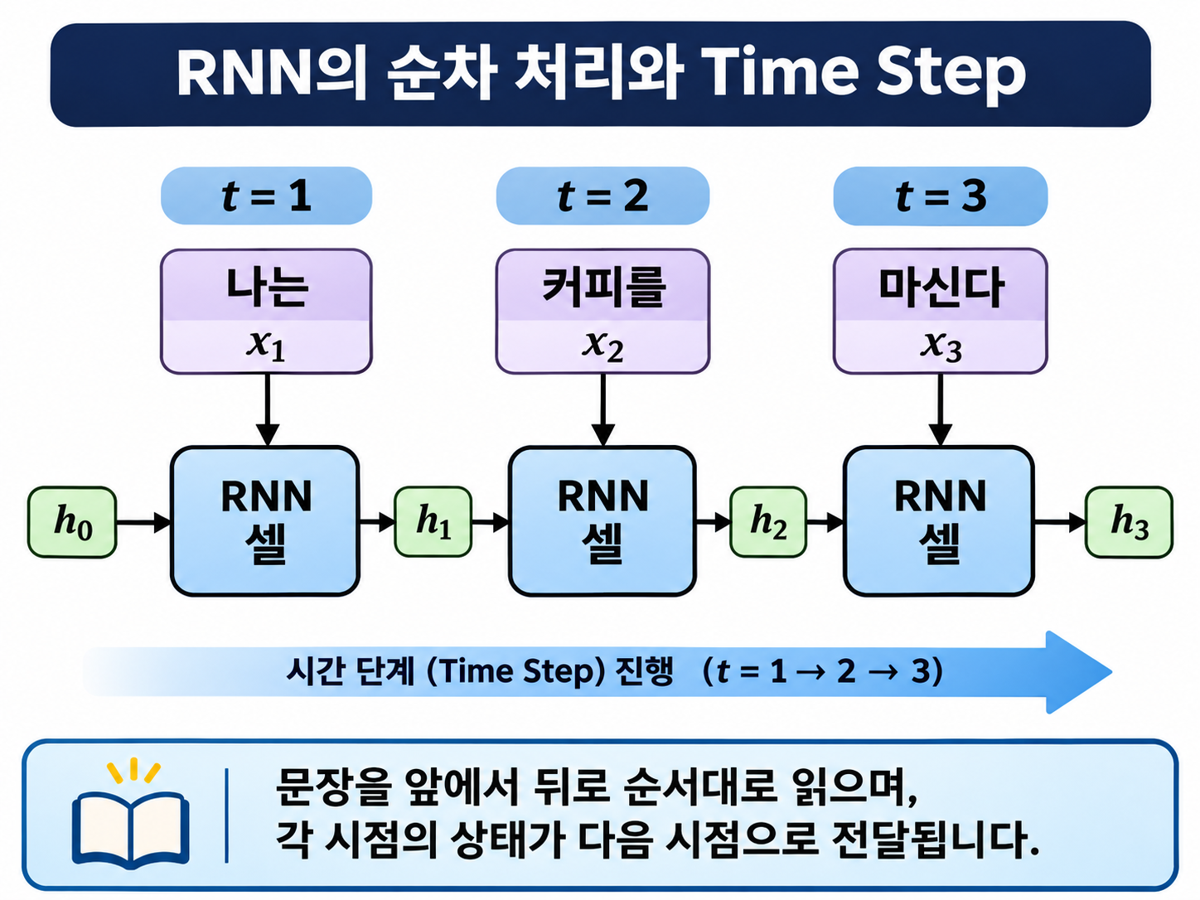 RNN의 순차 처리와 Time Step
t = 1
t = 2
t = 3
나는
x₁
커피를
x₂
마신다
x₃
h₀
RNN
셀
h₁
RNN
셀
h₂
RNN
셀
h₃
시간 단계 (Time Step) 진행 (t = 1 → 2 → 3)
문장을 앞에서 뒤로 순서대로 읽으며,
각 시점의 상태가 다음 시점으로 전달됩니다.